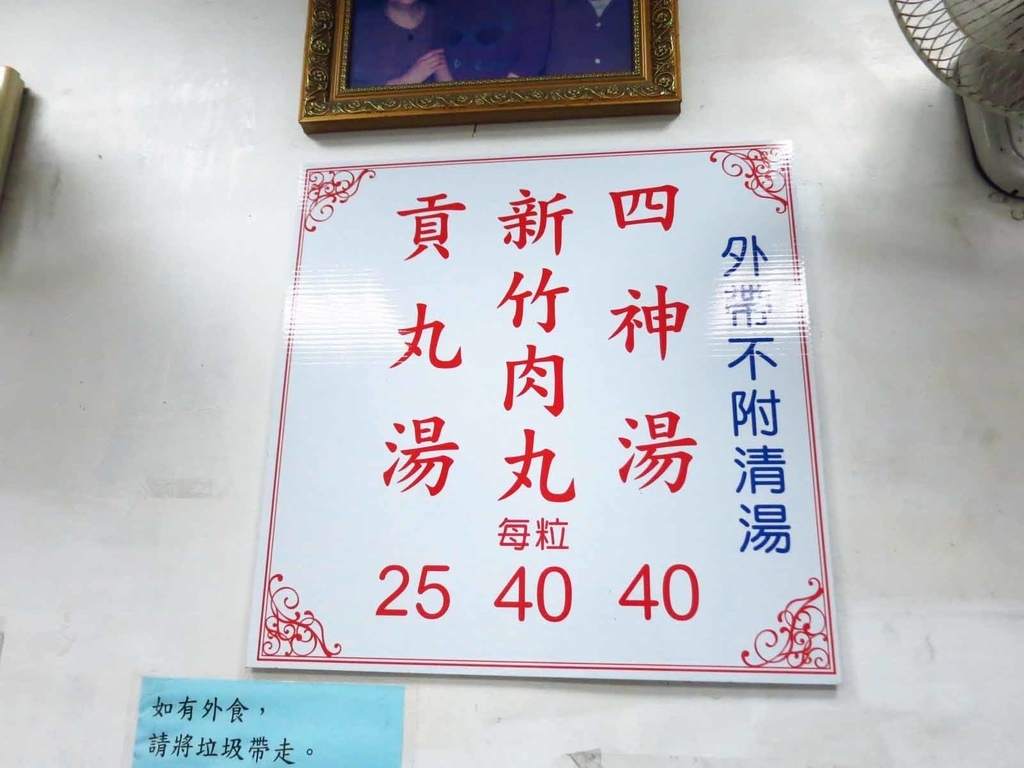 外帶不附清湯
四神湯 40
新竹肉丸 每粒 40
貢丸湯 25
如有外食，
請將垃圾帶走。